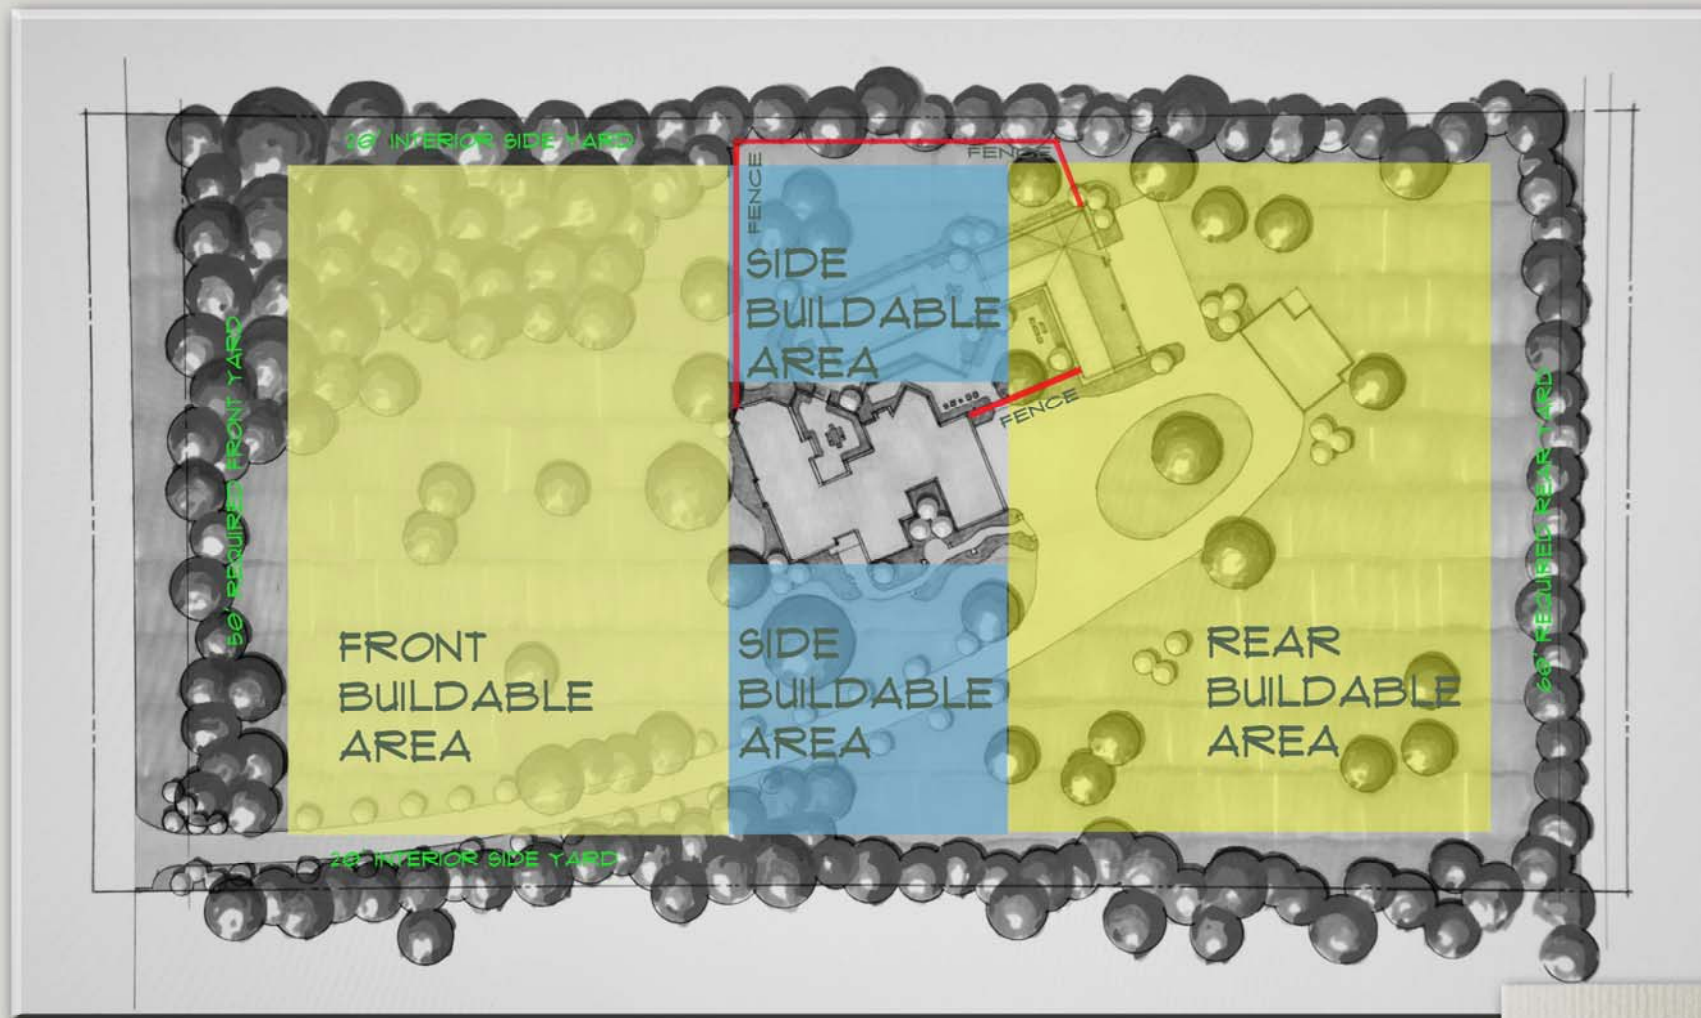 20' INTERIOR SIDE YARD
FENCE
FENCE
SIDE
BUILDABLE
AREA
FENCE
50' REQUIRED FRONT YARD
60' REQUIRED REAR YARD
FRONT
BUILDABLE
AREA
SIDE
BUILDABLE
AREA
REAR
BUILDABLE
AREA
20' INTERIOR SIDE YARD